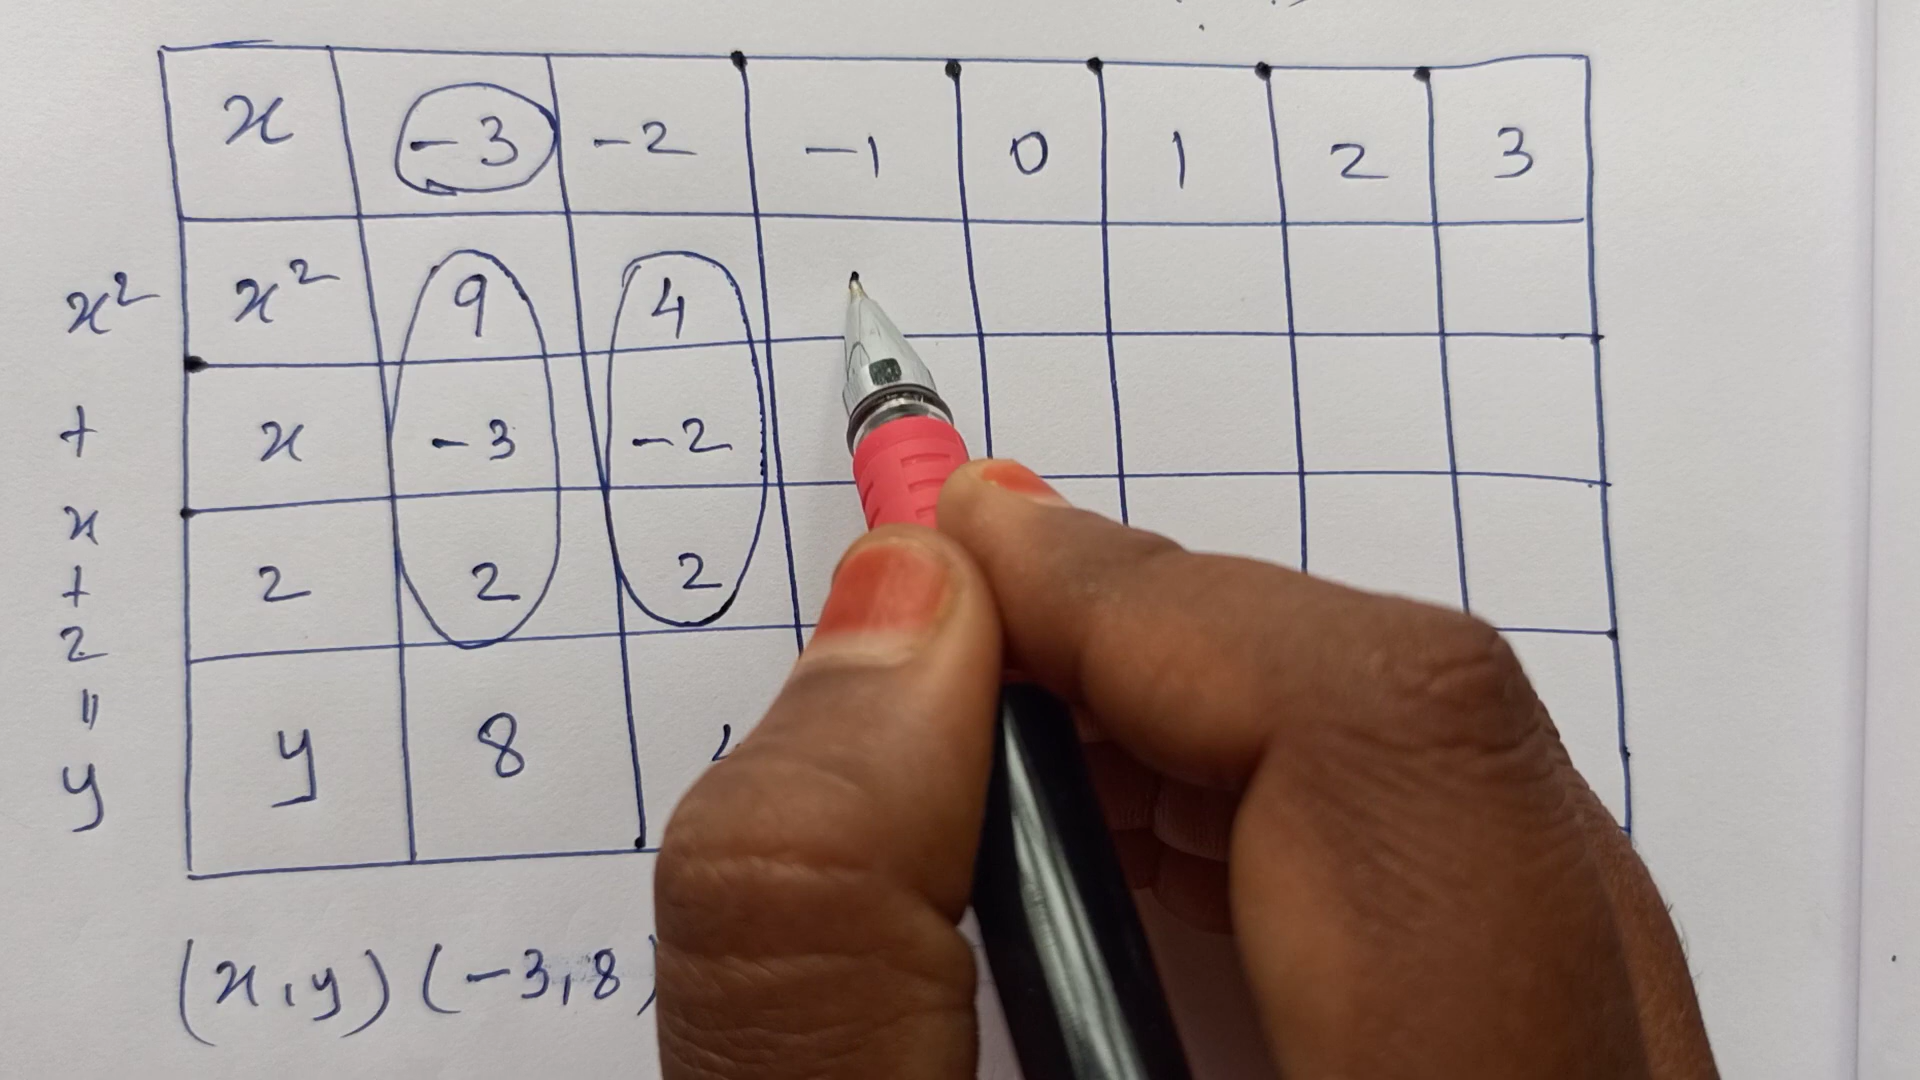 x -3 -2 -1 0 1 2 3
x² x² 9 4
+ x -3 -2
x
+ 2 2 2
2
=
y y 8
(x,y) (-3,8)